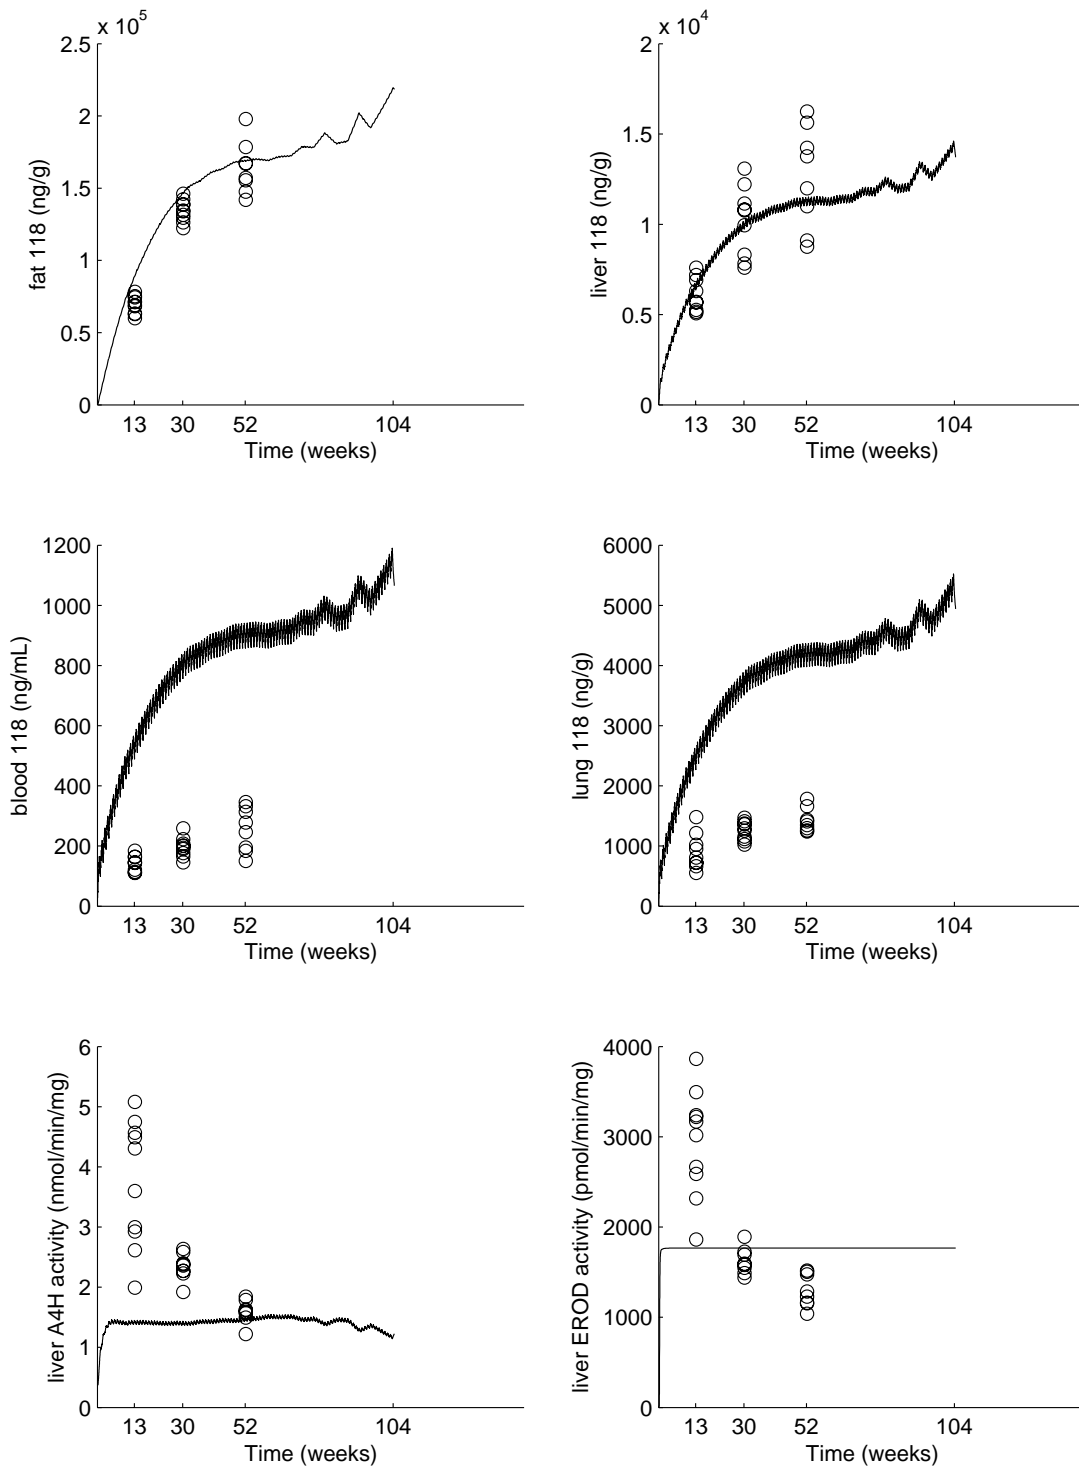 x 10^5
fat 118 (ng/g)
2.5
2
1.5
1
0.5
0
13 30 52 104
Time (weeks)
x 10^4
liver 118 (ng/g)
2
1.5
1
0.5
0
13 30 52 104
Time (weeks)
blood 118 (ng/mL)
1200
1000
800
600
400
200
0
13 30 52 104
Time (weeks)
lung 118 (ng/g)
6000
5000
4000
3000
2000
1000
0
13 30 52 104
Time (weeks)
liver A4H activity (nmol/min/mg)
6
5
4
3
2
1
0
13 30 52 104
Time (weeks)
liver EROD activity (pmol/min/mg)
4000
3000
2000
1000
0
13 30 52 104
Time (weeks)